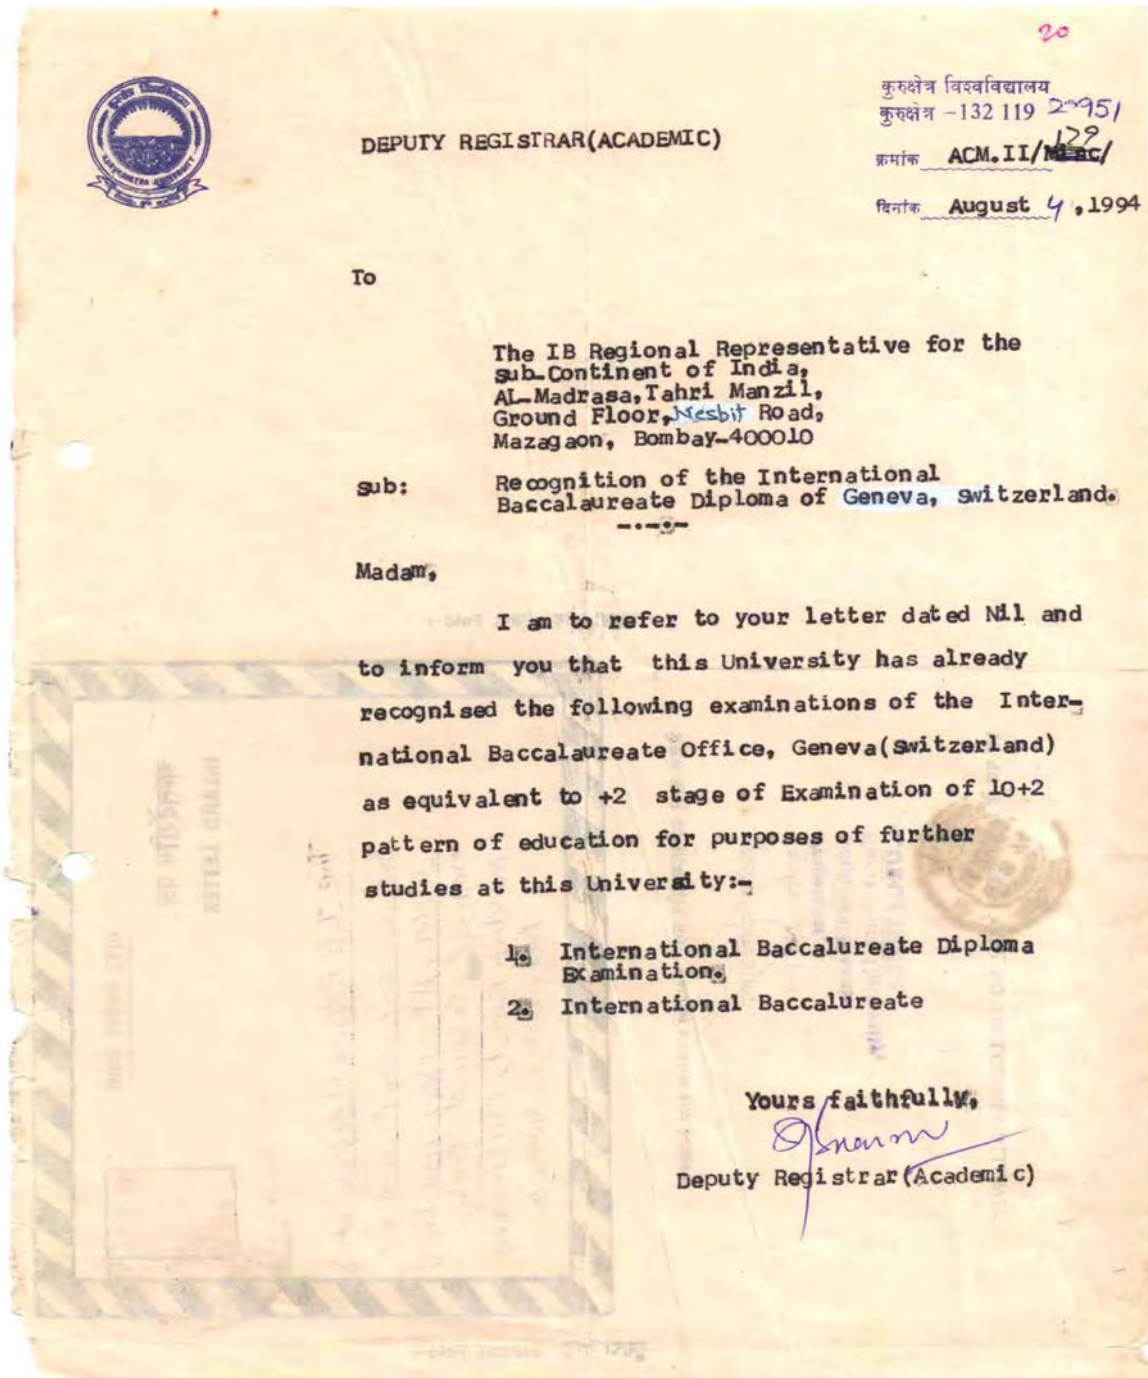 20
कुरुक्षेत्र विश्वविद्यालय
कुरुक्षेत्र -132 119 20951
DEPUTY REGISTRAR(ACADEMIC)
क्रमांक ACM.II/Misc/ 129
दिनांक August 4, 1994
To
The IB Regional Representative for the
sub-Continent of India,
AL-Madrasa,Tahri Manzil,
Ground Floor,Nesbit Road,
Mazagaon, Bombay-400010
sub: Recognition of the International
Baccalaureate Diploma of Geneva, Switzerland.
-.-.-
Madam,
I am to refer to your letter dated Nil and
to inform you that this University has already
recognised the following examinations of the Inter-
national Baccalaureate Office, Geneva(Switzerland)
as equivalent to +2 stage of Examination of 10+2
pattern of education for purposes of further
studies at this University:-
1. International Baccalureate Diploma
Examination.
2. International Baccalureate
Yours faithfully,
Deputy Registrar(Academic)